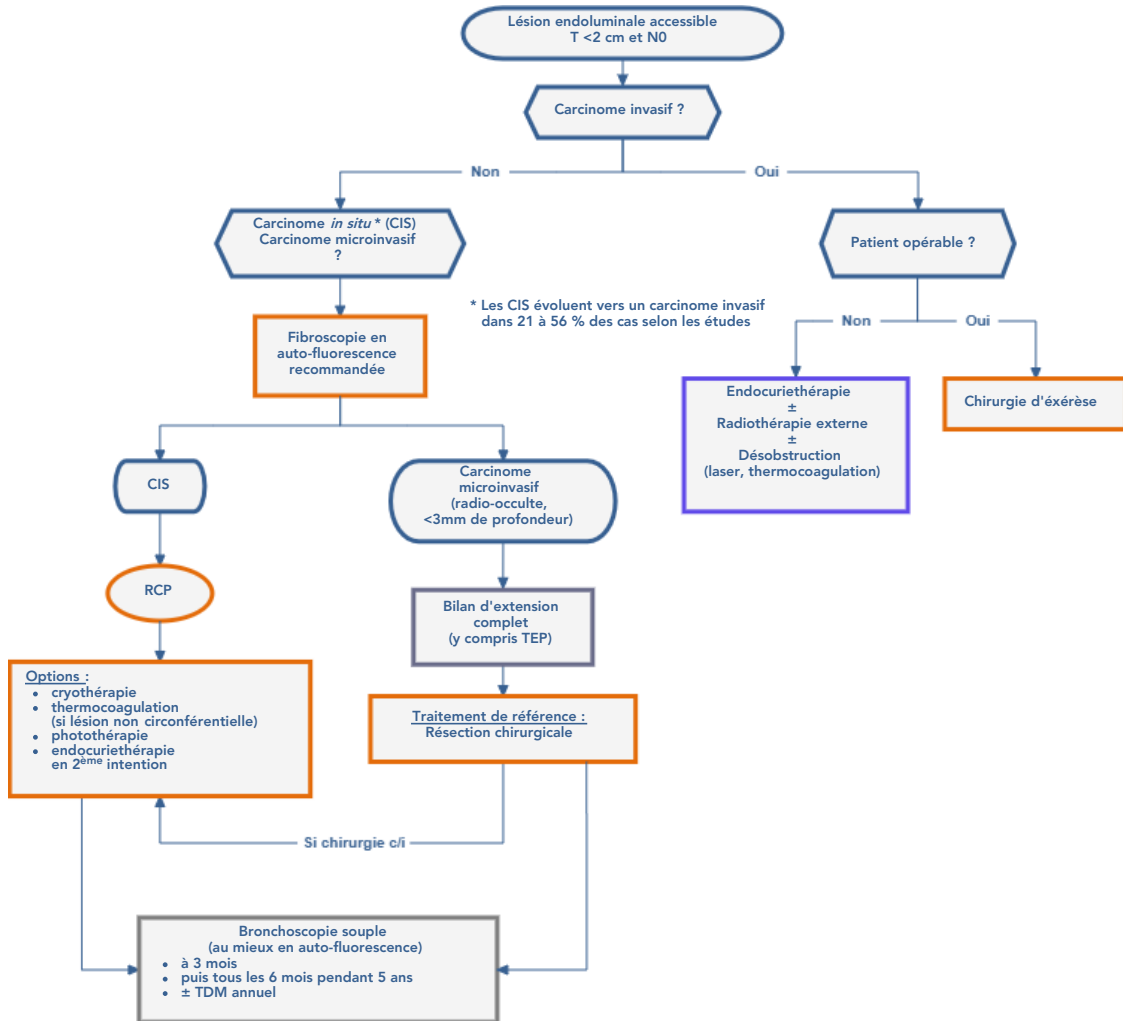 Lésion endoluminale accessible
T <2 cm et N0
Carcinome invasif ?
Non
Oui
Carcinome in situ * (CIS)
Carcinome microinvasif
?
Patient opérable ?
* Les CIS évoluent vers un carcinome invasif
dans 21 à 56 % des cas selon les études
Non
Oui
Fibroscopie en
auto-fluorescence
recommandée
Endocuriethérapie
±
Radiothérapie externe
±
Désobstruction
(laser, thermocoagulation)
Chirurgie d'éxérèse
CIS
Carcinome
microinvasif
(radio-occulte,
<3mm de profondeur)
RCP
Bilan d'extension
complet
(y compris TEP)
Options :
• cryothérapie
• thermocoagulation
(si lésion non circonférentielle)
• photothérapie
• endocuriethérapie
en 2ème intention
Traitement de référence :
Résection chirurgicale
Si chirurgie c/i
Bronchoscopie souple
(au mieux en auto-fluorescence)
• à 3 mois
• puis tous les 6 mois pendant 5 ans
• ± TDM annuel